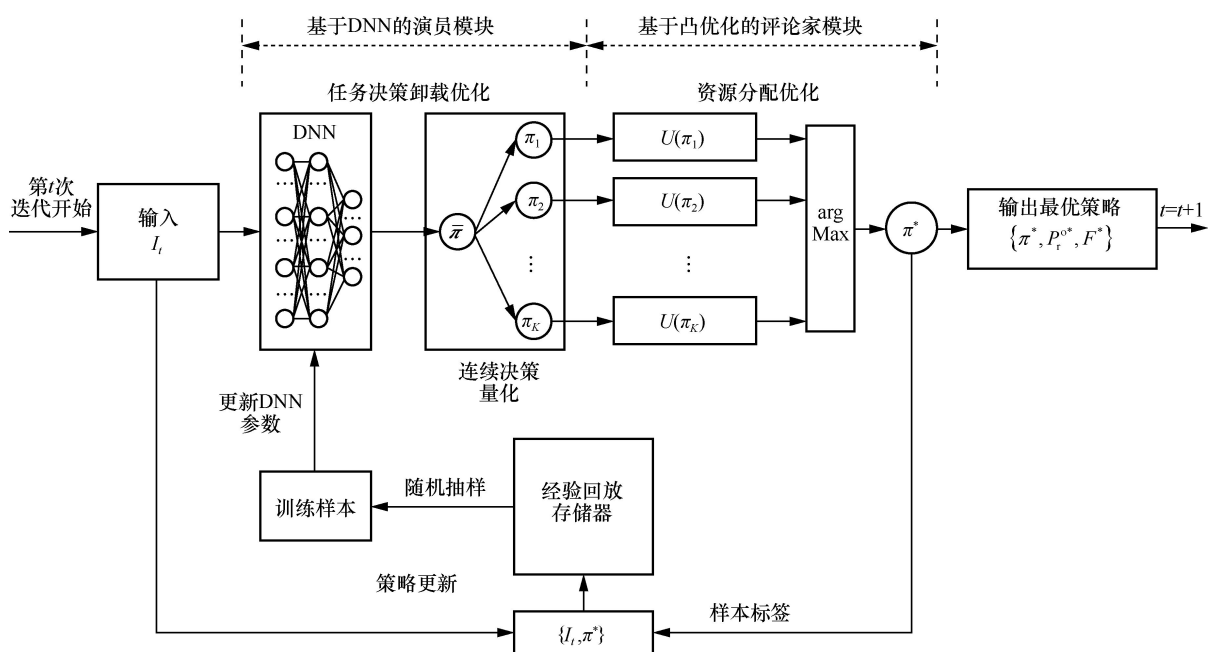 基于DNN的演员模块
基于凸优化的评论家模块
任务决策卸载优化
资源分配优化
第t次
迭代开始
输入
I_t
DNN
π̅
π_1
π_2
⋮
π_K
连续决策
量化
U(π_1)
U(π_2)
⋮
U(π_K)
arg
Max
π*
输出最优策略
{π*, P_r^{o*}, F*}
t=t+1
更新DNN
参数
训练样本
随机抽样
经验回放
存储器
策略更新
{I_t, π*}
样本标签